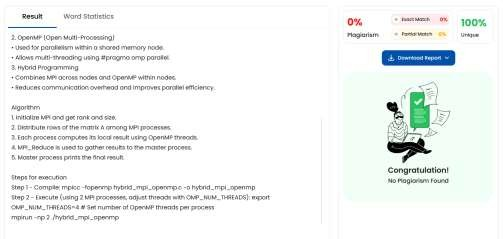 Result Word Statistics
2. OpenMP (Open Multi-Processing)
• Used for parallelism within a shared memory node.
• Allows multi-threading using #pragma omp parallel.
3. Hybrid Programming
• Combines MPI across nodes and OpenMP within nodes.
• Reduces communication overhead and improves parallel efficiency.
Algorithm
1. Initialize MPI and get rank and size.
2. Distribute rows of the matrix A among MPI processes.
3. Each process computes its local result using OpenMP threads.
4. MPI_Reduce is used to gather results to the master process.
5. Master process prints the final result.
Steps for execution
Step 1 - Compile: mpicc -fopenmp hybrid_mpi_openmp.c -o hybrid_mpi_openmp
Step 2 - Execute (using 2 MPI processes, adjust threads with OMP_NUM_THREADS): export
OMP_NUM_THREADS=4 # Set number of OpenMP threads per process
mpirun -np 2 ./hybrid_mpi_openmp
0%
Plagiarism
Exact Match 0%
Partial Match 0%
100%
Unique
Download Report
Congratulation!
No Plagiarism Found